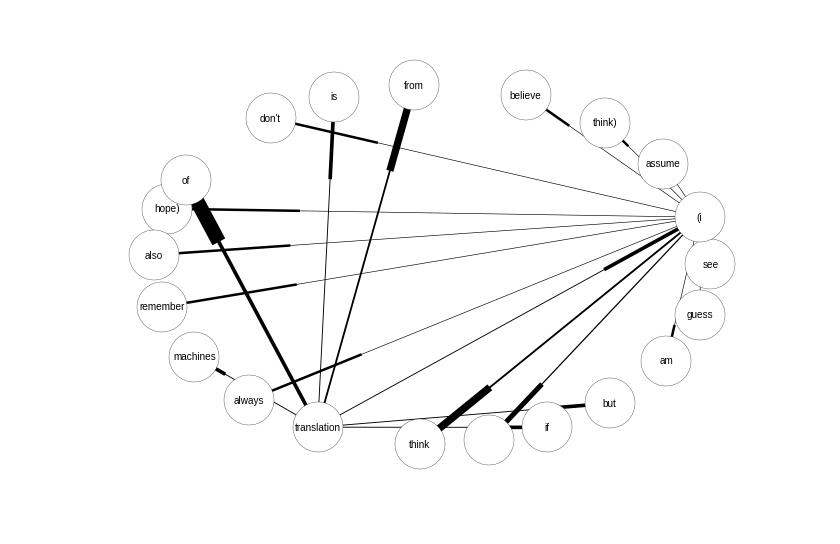 from
believe
is
don't
think)
assume
of
hope)
(i
also
see
remember
guess
machines
am
always
but
translation
if
think